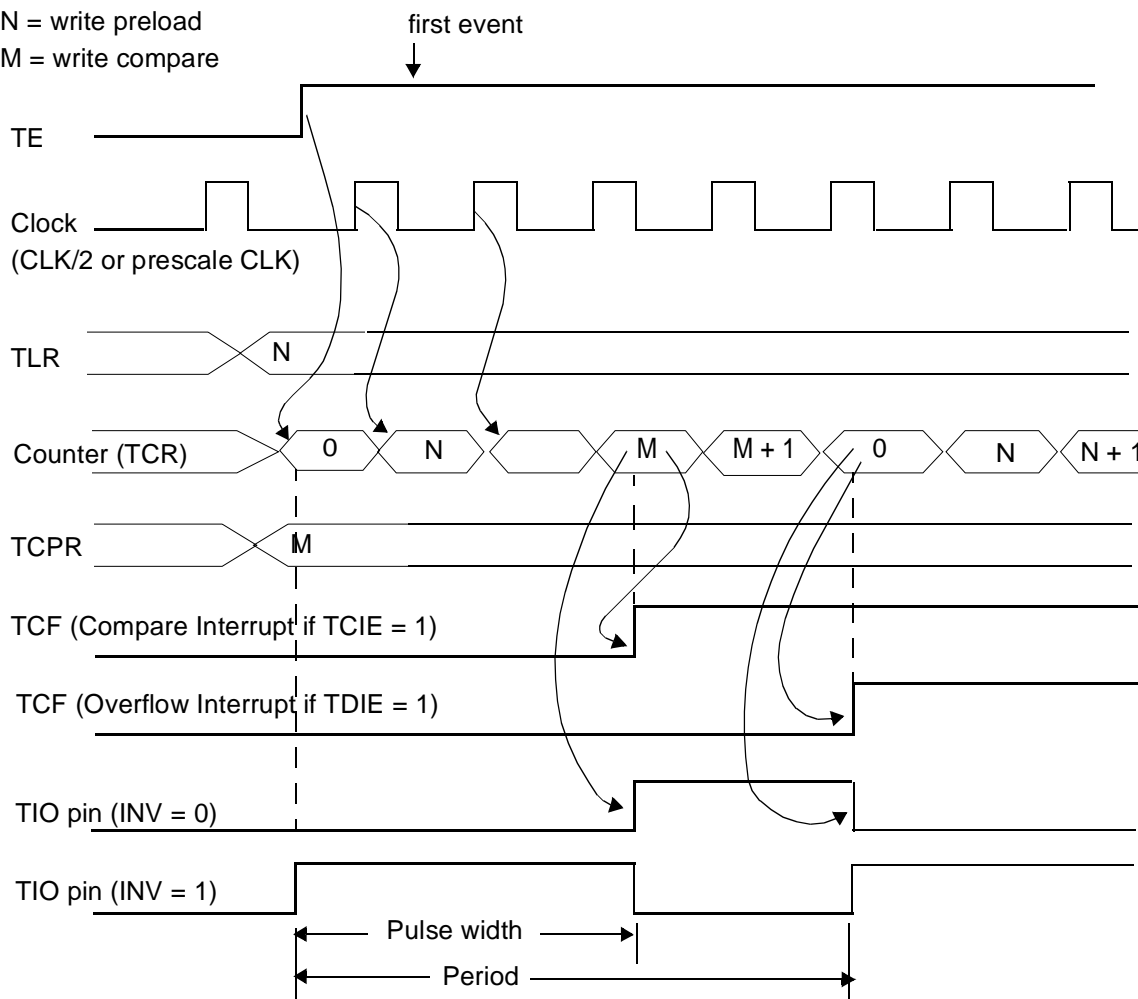 N = write preload
M = write compare
first event
TE
Clock
(CLK/2 or prescale CLK)
TLR
N
Counter (TCR)
0
N
M
M + 1
0
N
N + 1
TCPR
M
TCF (Compare Interrupt if TCIE = 1)
TCF (Overflow Interrupt if TDIE = 1)
TIO pin (INV = 0)
TIO pin (INV = 1)
Pulse width
Period